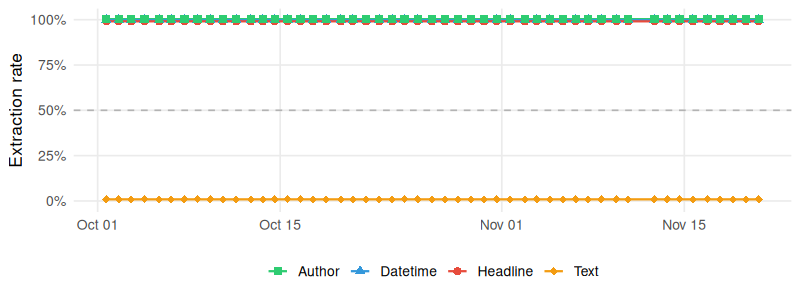 Extraction rate
100%
75%
50%
25%
0%
Oct 01 Oct 15 Nov 01 Nov 15
Author Datetime Headline Text